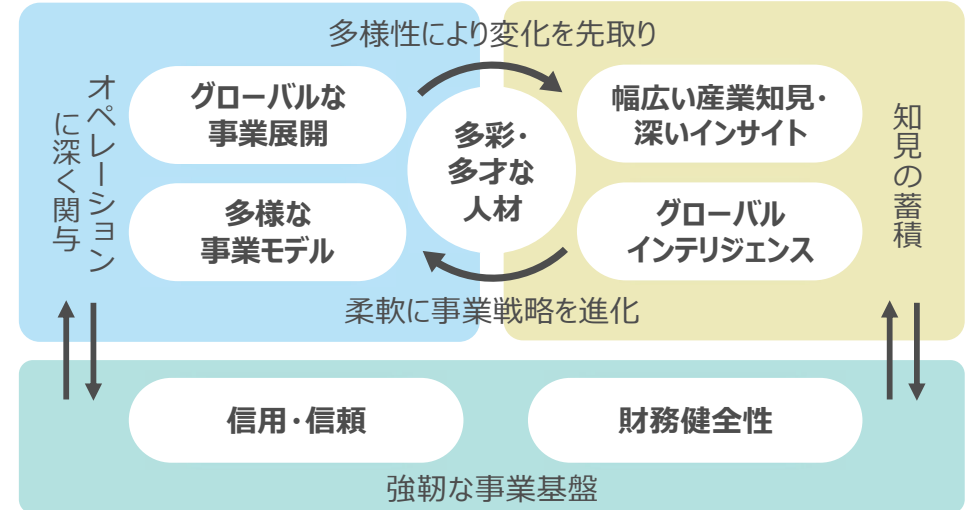 多様性により変化を先取り
オペレーション
に深く関与
グローバルな
事業展開
多様な
事業モデル
多彩・
多才な
人材
幅広い産業知見・
深いインサイト
グローバル
インテリジェンス
知見の蓄積
柔軟に事業戦略を進化
信用・信頼
財務健全性
強靭な事業基盤